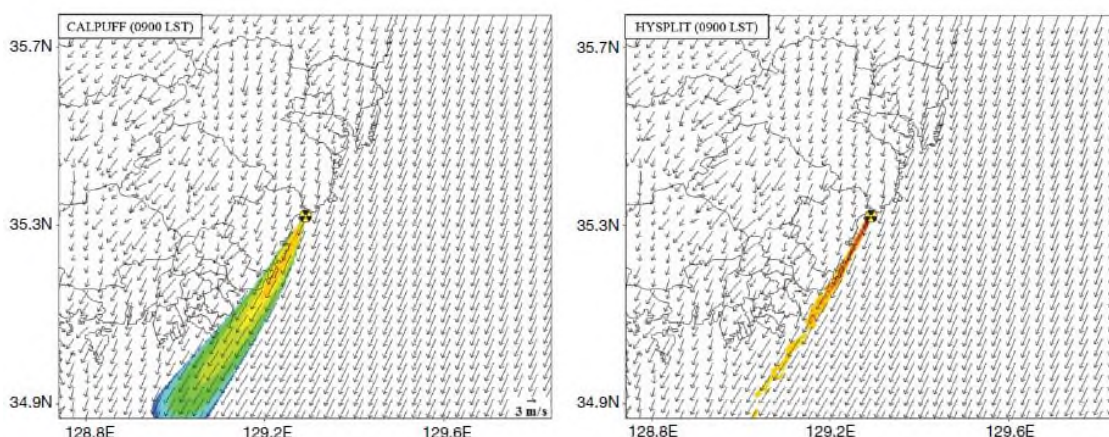 CALPUFF (0900 LST)
35.7N
35.3N
34.9N
128.8E
129.2E
129.6E
3 m/s
HYSPLIT (0900 LST)
35.7N
35.3N
34.9N
128.8E
129.2E
129.6E